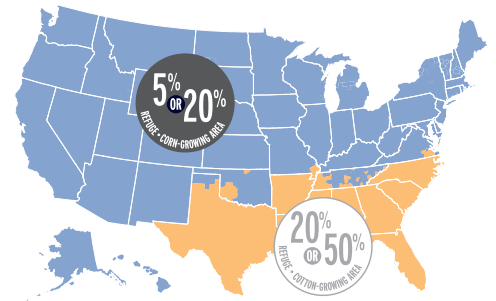 5% OR 20%
REFUGE • CORN-GROWING AREA
20% OR 50%
REFUGE • COTTON-GROWING AREA